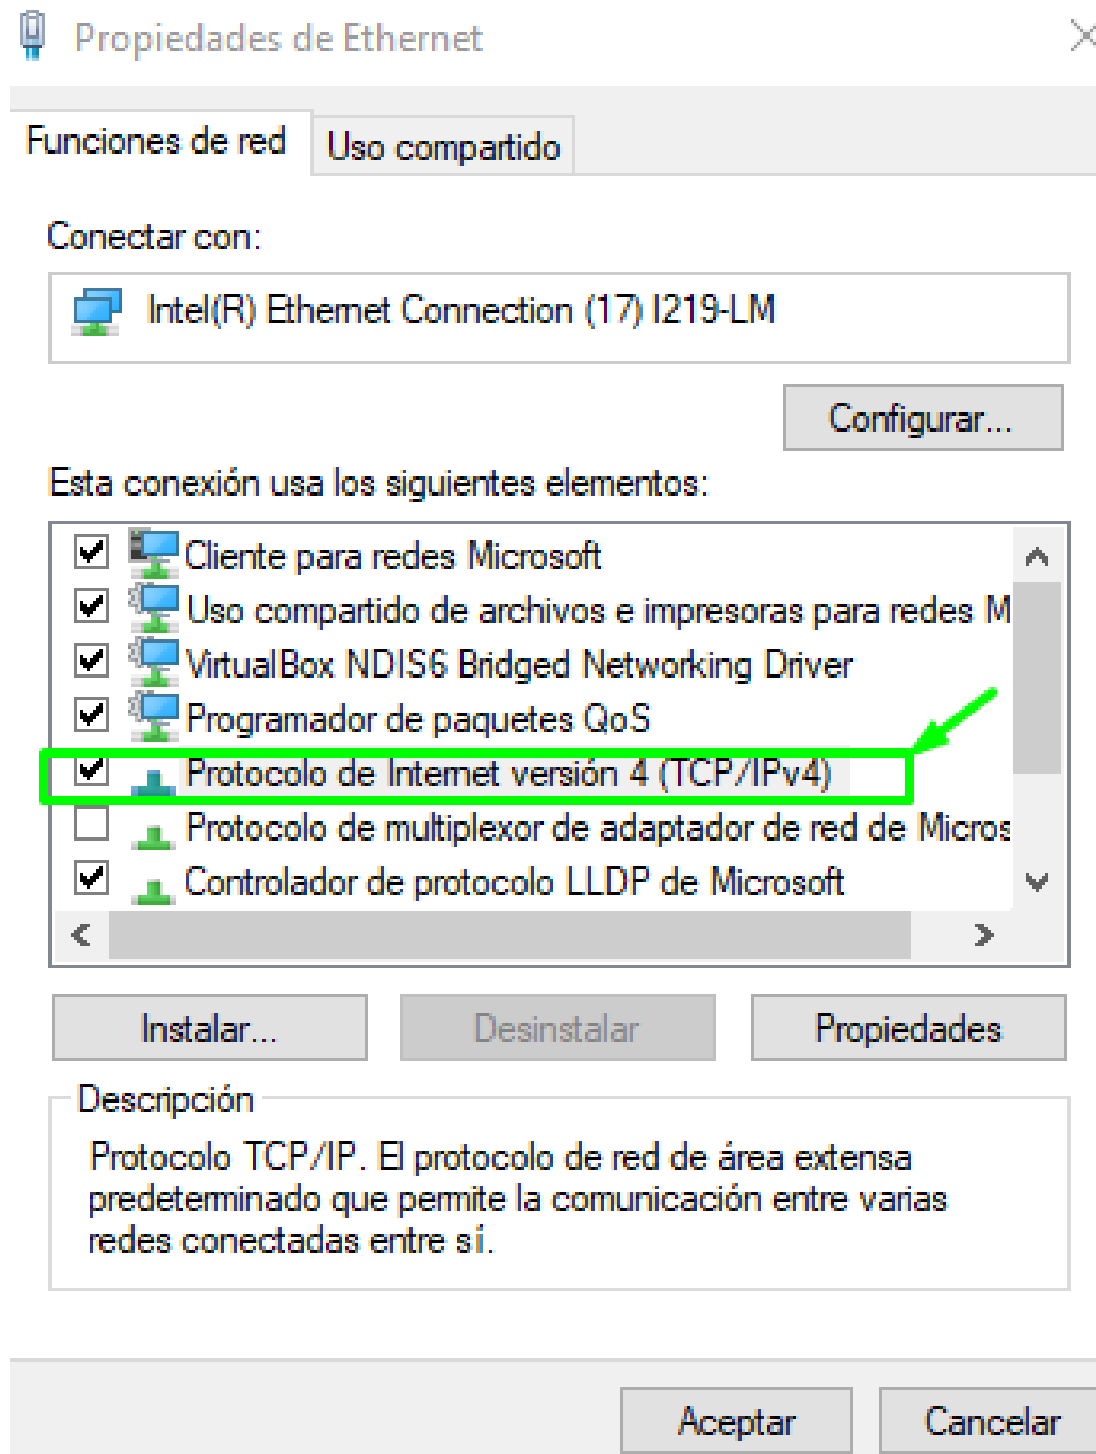 Propiedades de Ethernet
Funciones de red
Uso compartido
Conectar con:
Intel(R) Ethernet Connection (17) I219-LM
Configurar...
Esta conexión usa los siguientes elementos:
Cliente para redes Microsoft
Uso compartido de archivos e impresoras para redes M
VirtualBox NDIS6 Bridged Networking Driver
Programador de paquetes QoS
Protocolo de Internet versión 4 (TCP/IPv4)
Protocolo de multiplexor de adaptador de red de Micros
Controlador de protocolo LLDP de Microsoft
Instalar...
Desinstalar
Propiedades
Descripción
Protocolo TCP/IP. El protocolo de red de área extensa
predeterminado que permite la comunicación entre varias
redes conectadas entre sí.
Aceptar
Cancelar